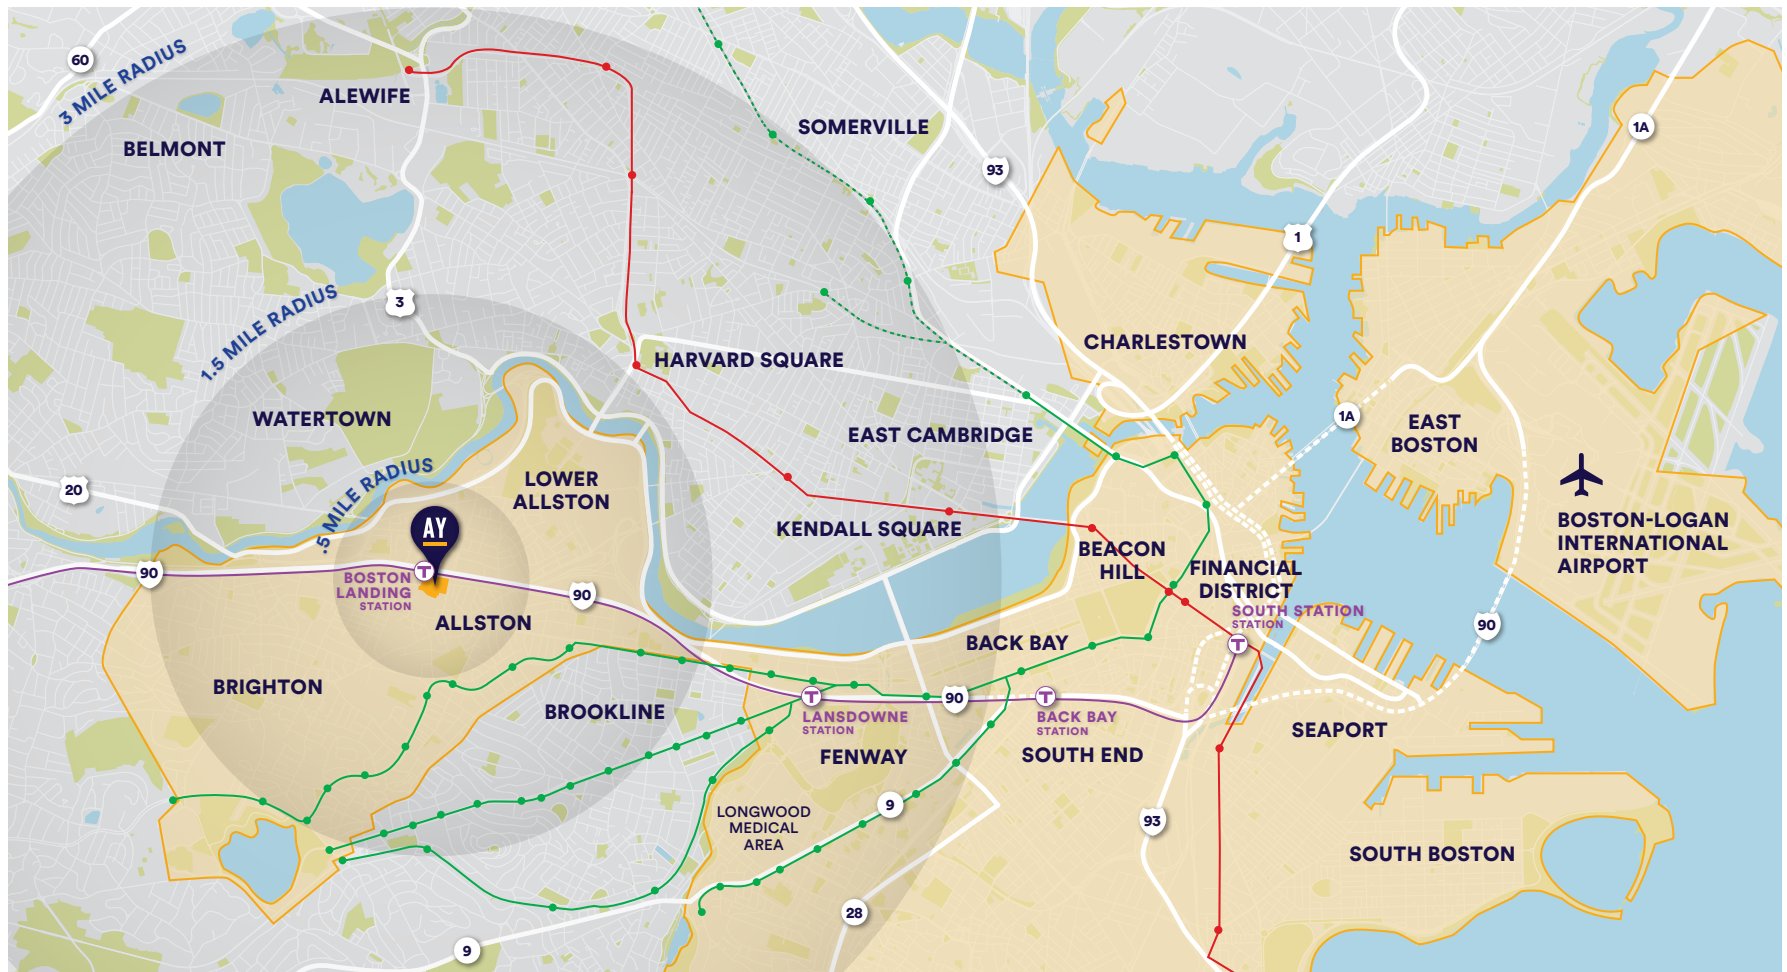 60
3 MILE RADIUS
ALEWIFE
BELMONT
SOMERVILLE
93
1A
1
1.5 MILE RADIUS
3
HARVARD SQUARE
CHARLESTOWN
WATERTOWN
EAST CAMBRIDGE
1A
EAST
BOSTON
20
.5 MILE RADIUS
LOWER
ALLSTON
AY
KENDALL SQUARE
BOSTON-LOGAN
INTERNATIONAL
AIRPORT
BEACON
HILL
FINANCIAL
DISTRICT
90
T
BOSTON
LANDING
STATION
90
ALLSTON
SOUTH STATION
STATION
T
90
BACK BAY
BRIGHTON
BROOKLINE
T
LANSDOWNE
STATION
90
T
BACK BAY
STATION
SEAPORT
FENWAY
SOUTH END
9
LONGWOOD
MEDICAL
AREA
93
SOUTH BOSTON
28
9